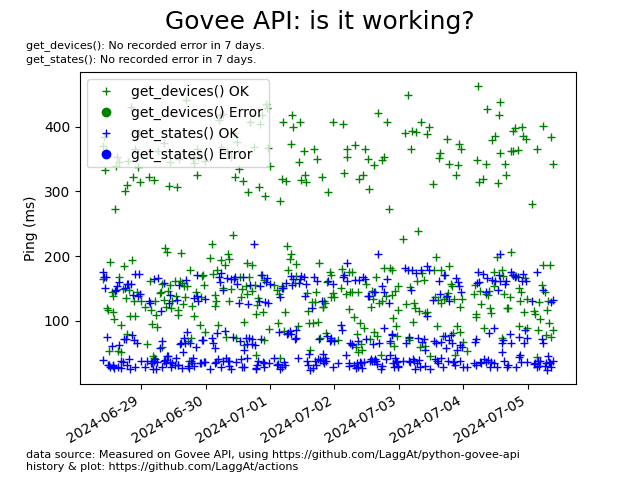 Govee API: is it working?
get_devices(): No recorded error in 7 days.
get_states(): No recorded error in 7 days.
get_devices() OK
get_devices() Error
get_states() OK
get_states() Error
Ping (ms)
400
300
200
100
2024-06-29
2024-06-30
2024-07-01
2024-07-02
2024-07-03
2024-07-04
2024-07-05
data source: Measured on Govee API, using https://github.com/LaggAt/python-govee-api
history & plot: https://github.com/LaggAt/actions